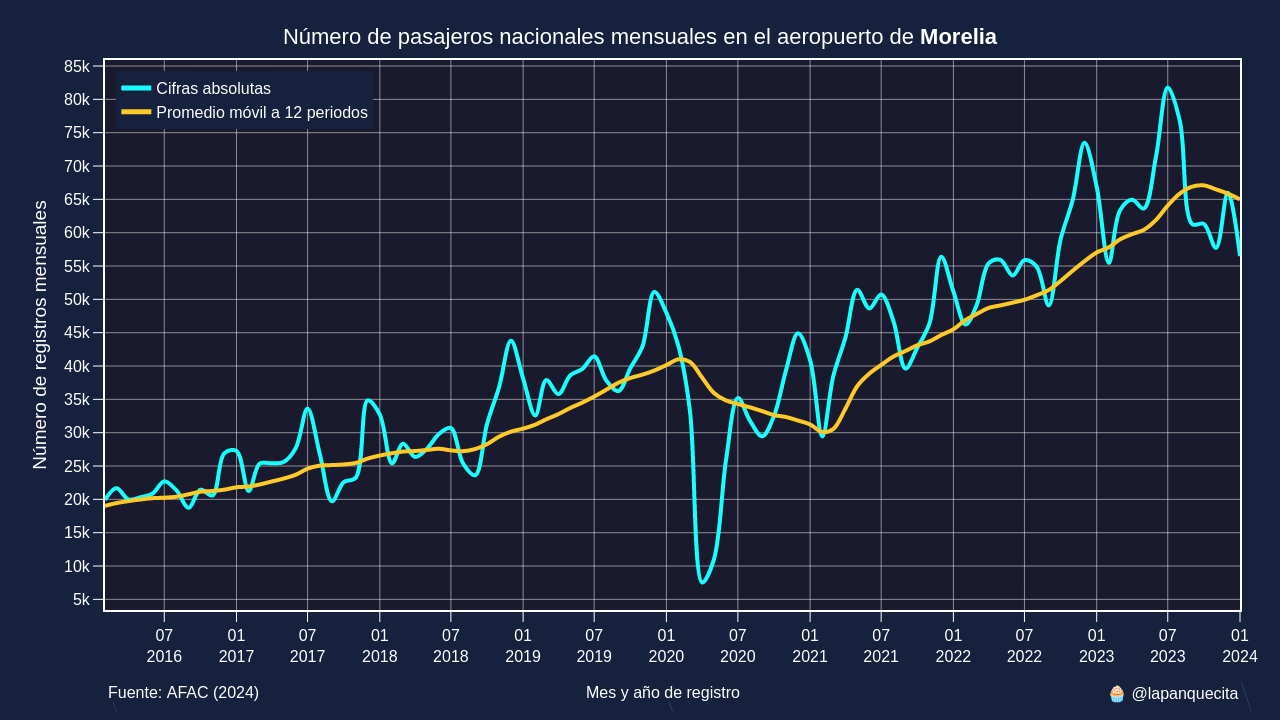 Número de pasajeros nacionales mensuales en el aeropuerto de Morelia
Cifras absolutas
Promedio móvil a 12 periodos
Número de registros mensuales
85k
80k
75k
70k
65k
60k
55k
50k
45k
40k
35k
30k
25k
20k
15k
10k
5k
07 01 07 01 07 01 07 01 07 01 07 01 07 01 07 01
2016 2017 2017 2018 2018 2019 2019 2020 2020 2021 2021 2022 2022 2023 2023 2024
Fuente: AFAC (2024) Mes y año de registro 🧁 @lapanquecita